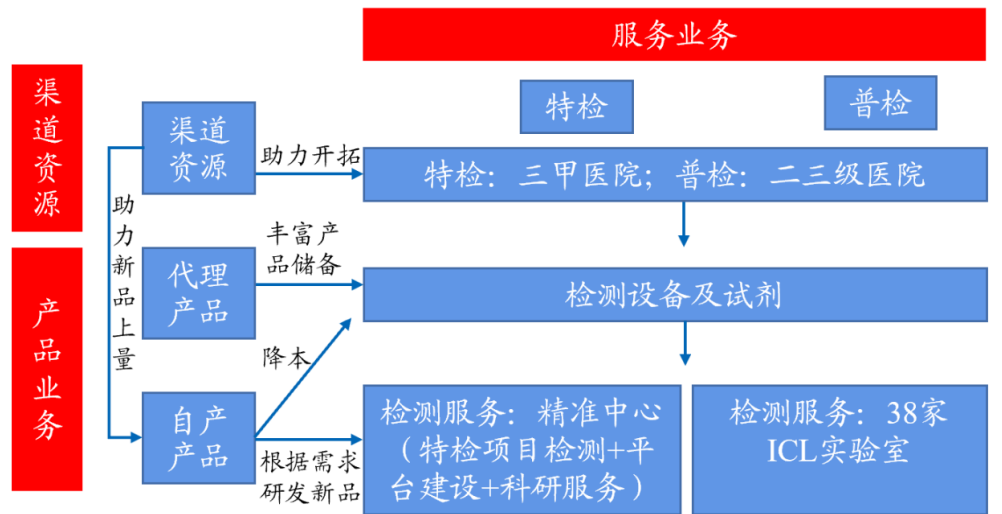 服务业务
渠道资源
特检
普检
渠道
资源
助力开拓
特检：三甲医院；普检：二三级医院
助力新品上量
产品业务
代理
产品
丰富产
品储备
检测设备及试剂
降本
自产
产品
根据需求
研发新品
检测服务：精准中心
（特检项目检测+平
台建设+科研服务）
检测服务：38家
ICL实验室